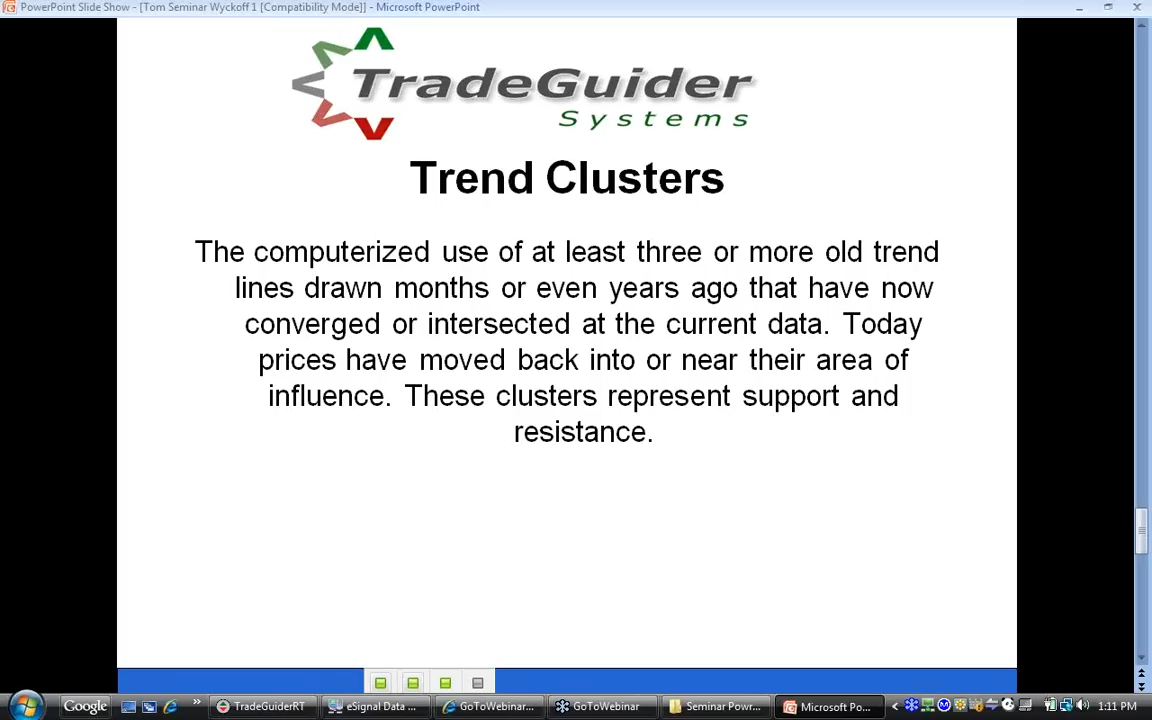 PowerPoint Slide Show - [Tom Seminar Wyckoff 1 [Compatibility Mode]] - Microsoft PowerPoint
TradeGuider
Systems
Trend Clusters
The computerized use of at least three or more old trend
lines drawn months or even years ago that have now
converged or intersected at the current data. Today
prices have moved back into or near their area of
influence. These clusters represent support and
resistance.
Google
TradeGuiderRT
eSignal Data ...
GoToWebinar...
GoToWebinar
Seminar Powr...
Microsoft Po...
1:11 PM